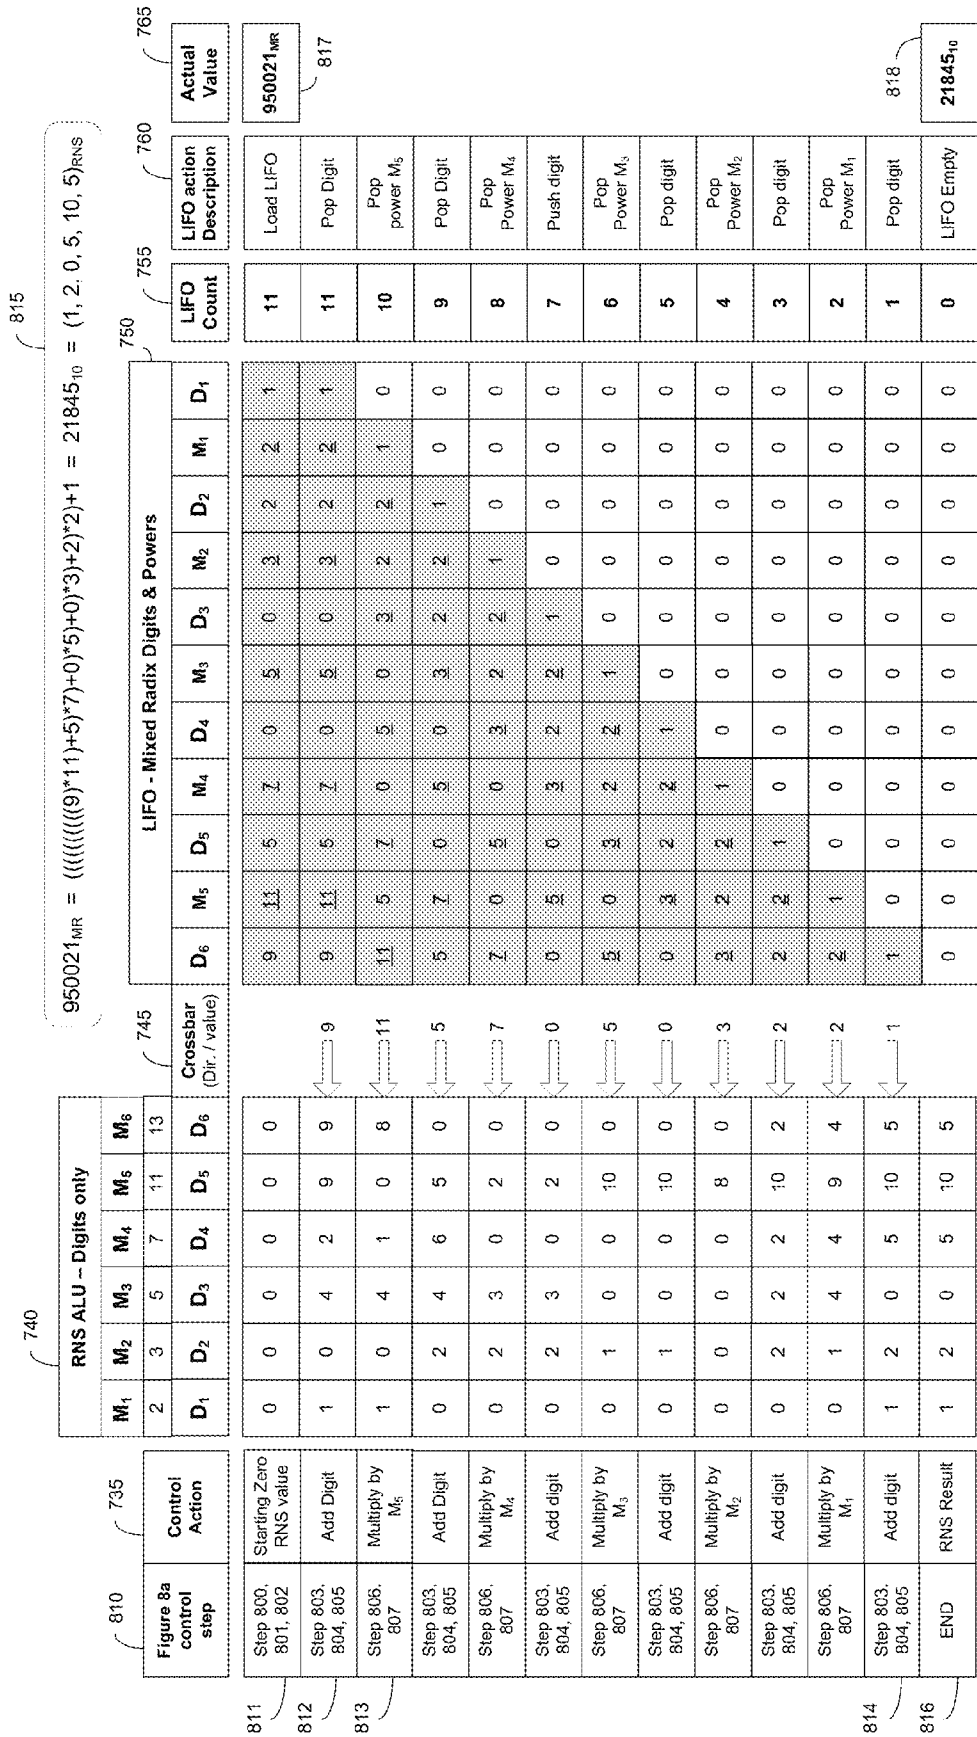 815
950021MR = (((((((((9)*11)+5)*7)+0)*5)+0)*3)+2)*2)+1 = 21845₁₀ = (1, 2. 0, 5, 10, 5)RNS
740
RNS ALU – Digits only
M₁ M₂ M₃ M₄ M₅ M₆
2 3 5 7 11 13
D₁ D₂ D₃ D₄ D₅ D₆
810
Figure 8a control step
735
Control Action
745
Crossbar (Dir. / value)
750
LIFO - Mixed Radix Digits & Powers
D₆ M₅ D₅ M₄ D₄ M₃ D₃ M₂ D₂ M₁ D₁
755
LIFO Count
760
LIFO action Description
765
Actual Value
811
Step 800, 801, 802 Starting Zero RNS value 0 0 0 0 0 0 9 11 5 7 0 5 0 3 2 2 1 11 Load LIFO 950021MR
817
812
Step 803, 804, 805 Add Digit 1 0 4 2 9 9 9 9 11 5 7 0 5 0 3 2 2 1 11 Pop Digit
813
Step 806, 807 Multiply by M₅ 1 0 4 1 0 8 11 11 5 7 0 5 0 3 2 2 1 0 10 Pop power M₅
Step 803, 804, 805 Add Digit 0 2 4 6 5 0 5 5 7 0 5 0 3 2 2 1 0 0 9 Pop Digit
Step 806, 807 Multiply by M₄ 0 2 3 0 2 0 7 7 0 5 0 3 2 2 1 0 0 0 8 Pop Power M₄
Step 803, 804, 805 Add digit 0 2 3 0 2 0 0 0 5 0 3 2 2 1 0 0 0 0 7 Push digit
Step 806, 807 Multiply by M₃ 0 1 0 0 10 0 5 5 0 3 2 2 1 0 0 0 0 0 6 Pop Power M₃
Step 803, 804, 805 Add digit 0 1 0 0 10 0 0 0 3 2 2 1 0 0 0 0 0 0 5 Pop digit
Step 806, 807 Multiply by M₂ 0 0 0 0 8 0 3 3 2 2 1 0 0 0 0 0 0 0 4 Pop Power M₂
Step 803, 804, 805 Add digit 0 2 2 2 10 2 2 2 2 1 0 0 0 0 0 0 0 0 3 Pop digit
Step 806, 807 Multiply by M₁ 0 1 4 4 9 4 2 2 1 0 0 0 0 0 0 0 0 0 2 Pop Power M₁
814
Step 803, 804, 805 Add digit 1 2 0 5 10 5 1 1 0 0 0 0 0 0 0 0 0 0 1 Pop digit
818
816
END RNS Result 1 2 0 5 10 5 0 0 0 0 0 0 0 0 0 0 0 0 LIFO Empty 21845₁₀